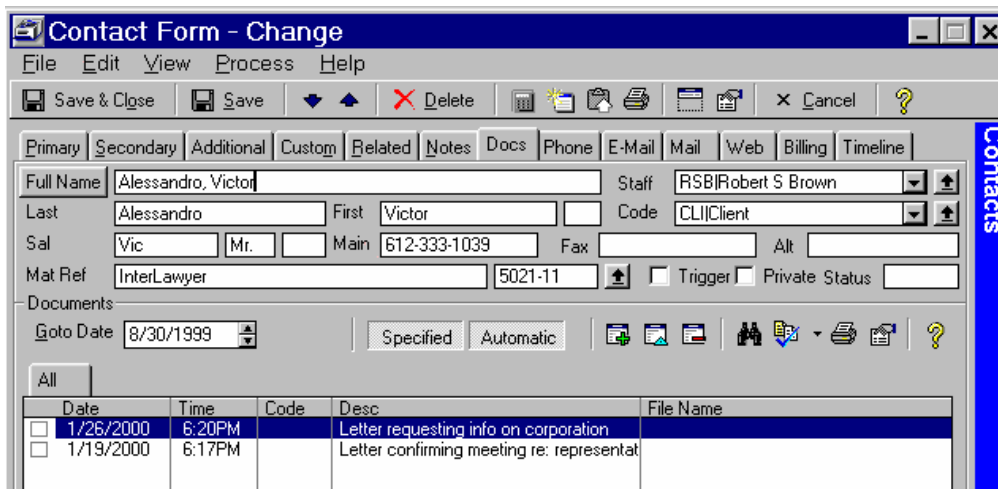 Contact Form - Change
File Edit View Process Help
Save & Close Save Delete Cancel
Primary Secondary Additional Custom Related Notes Docs Phone E-Mail Mail Web Billing Timeline
Contacts
Full Name Alessandro, Victor Staff RSB|Robert S Brown
Last Alessandro First Victor Code CLI|Client
Sal Vic Mr. Main 612-333-1039 Fax Alt
Mat Ref InterLawyer 5021-11 Trigger Private Status
Documents
Goto Date 8/30/1999 Specified Automatic
All
Date Time Code Desc File Name
1/26/2000 6:20PM Letter requesting info on corporation
1/19/2000 6:17PM Letter confirming meeting re: representat